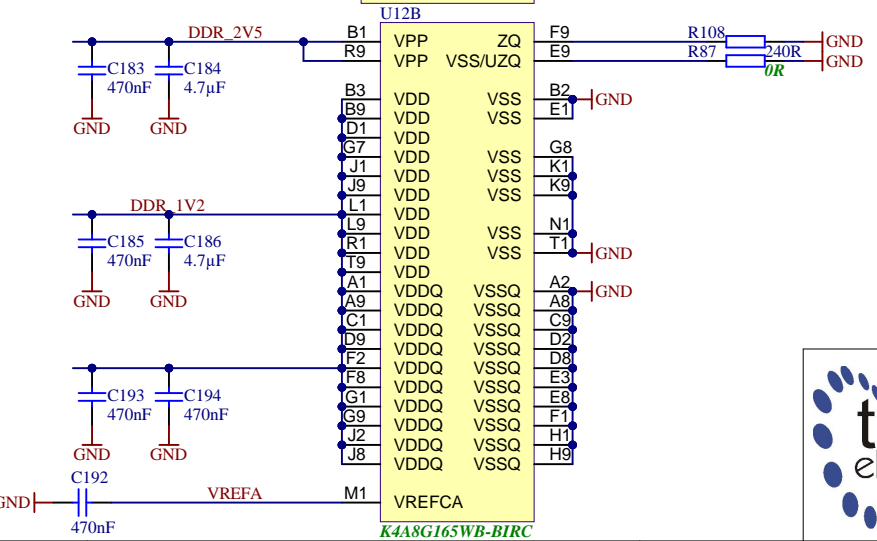 U12B
DDR_2V5 B1 VPP ZQ F9 R108 GND
R9 VPP VSS/UZQ E9 R87 240R GND
0R
C183 C184
470nF 4.7µF
GND GND
B3 VDD VSS B2 GND
B9 VDD VSS E1
D1 VDD
G7 VDD VSS G8
J1 VDD VSS K1
J9 VDD VSS K9
DDR_1V2 L1 VDD
L9 VDD VSS N1
C185 C186 R1 VDD VSS T1 GND
470nF 4.7µF
T9 VDD
GND GND A1 VDDQ VSSQ A2 GND
A9 VDDQ VSSQ A8
C1 VDDQ VSSQ C9
D9 VDDQ VSSQ D2
F2 VDDQ VSSQ D8
F8 VDDQ VSSQ E3
C193 C194 G1 VDDQ VSSQ E8
470nF 470nF G9 VDDQ VSSQ F1
J2 VDDQ VSSQ H1
GND GND J8 VDDQ VSSQ H9
C192
GND VREFA M1 VREFCA
470nF
K4A8G165WB-BIRC